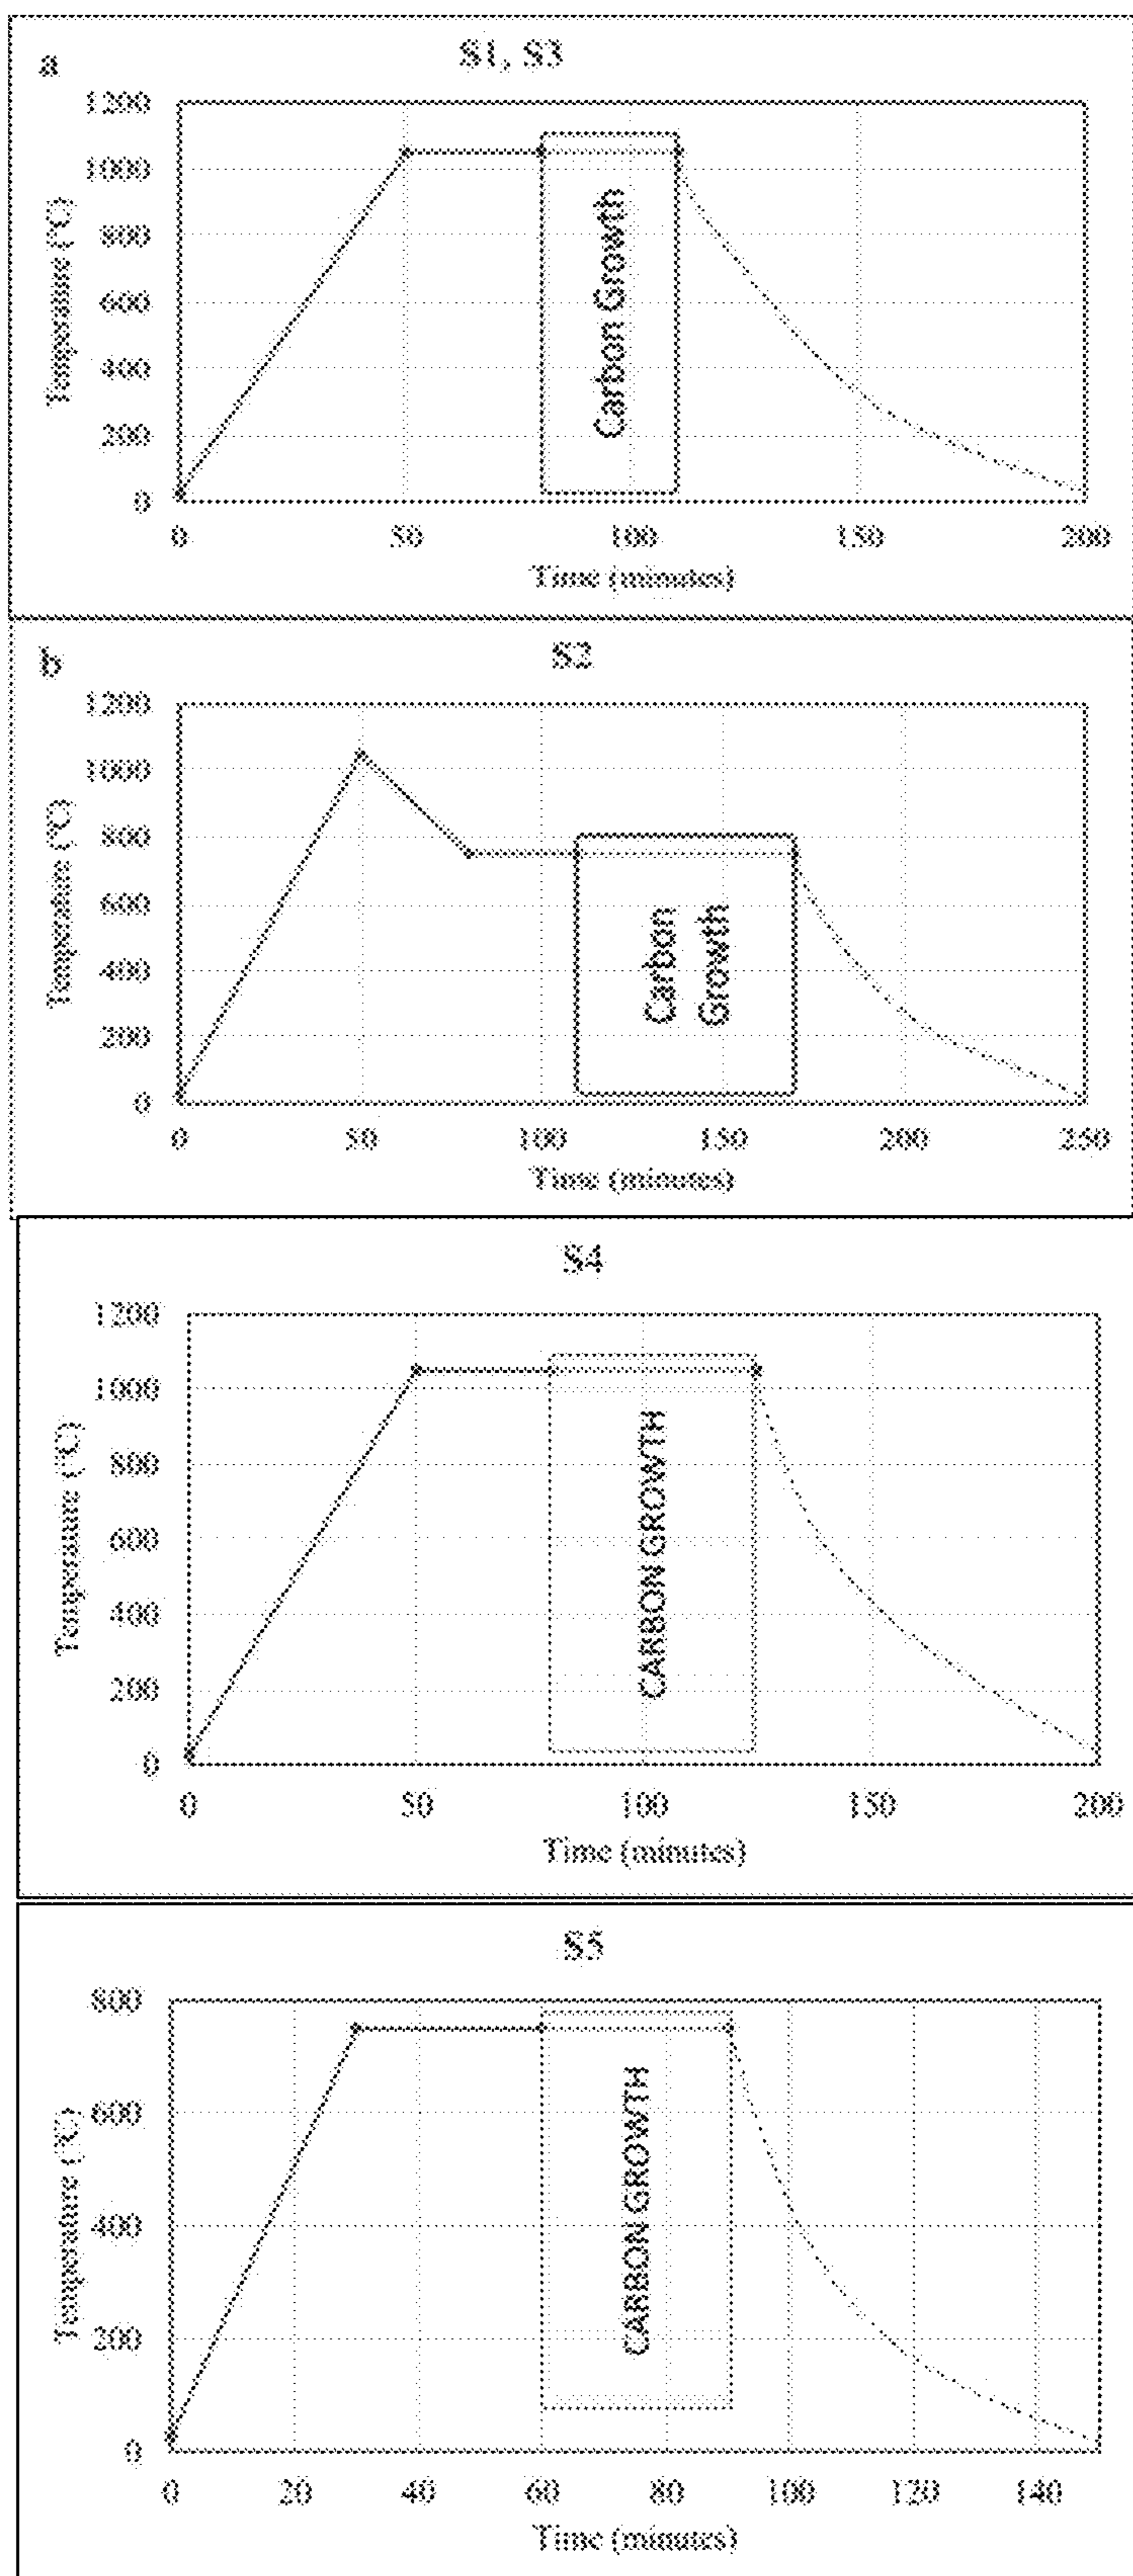 a
S1, S3
1200
1000
800
600
400
200
0
Temperature (°C)
Carbon Growth
0 50 100 150 200
Time (minutes)
b
S2
1200
1000
800
600
400
200
0
Temperature (°C)
Carbon
Growth
0 50 100 150 200 250
Time (minutes)
S4
1200
1000
800
600
400
200
0
Temperature (°C)
CARBON GROWTH
0 50 100 150 200
Time (minutes)
S5
800
600
400
200
0
Temperature (°C)
CARBON GROWTH
0 20 40 60 80 100 120 140
Time (minutes)